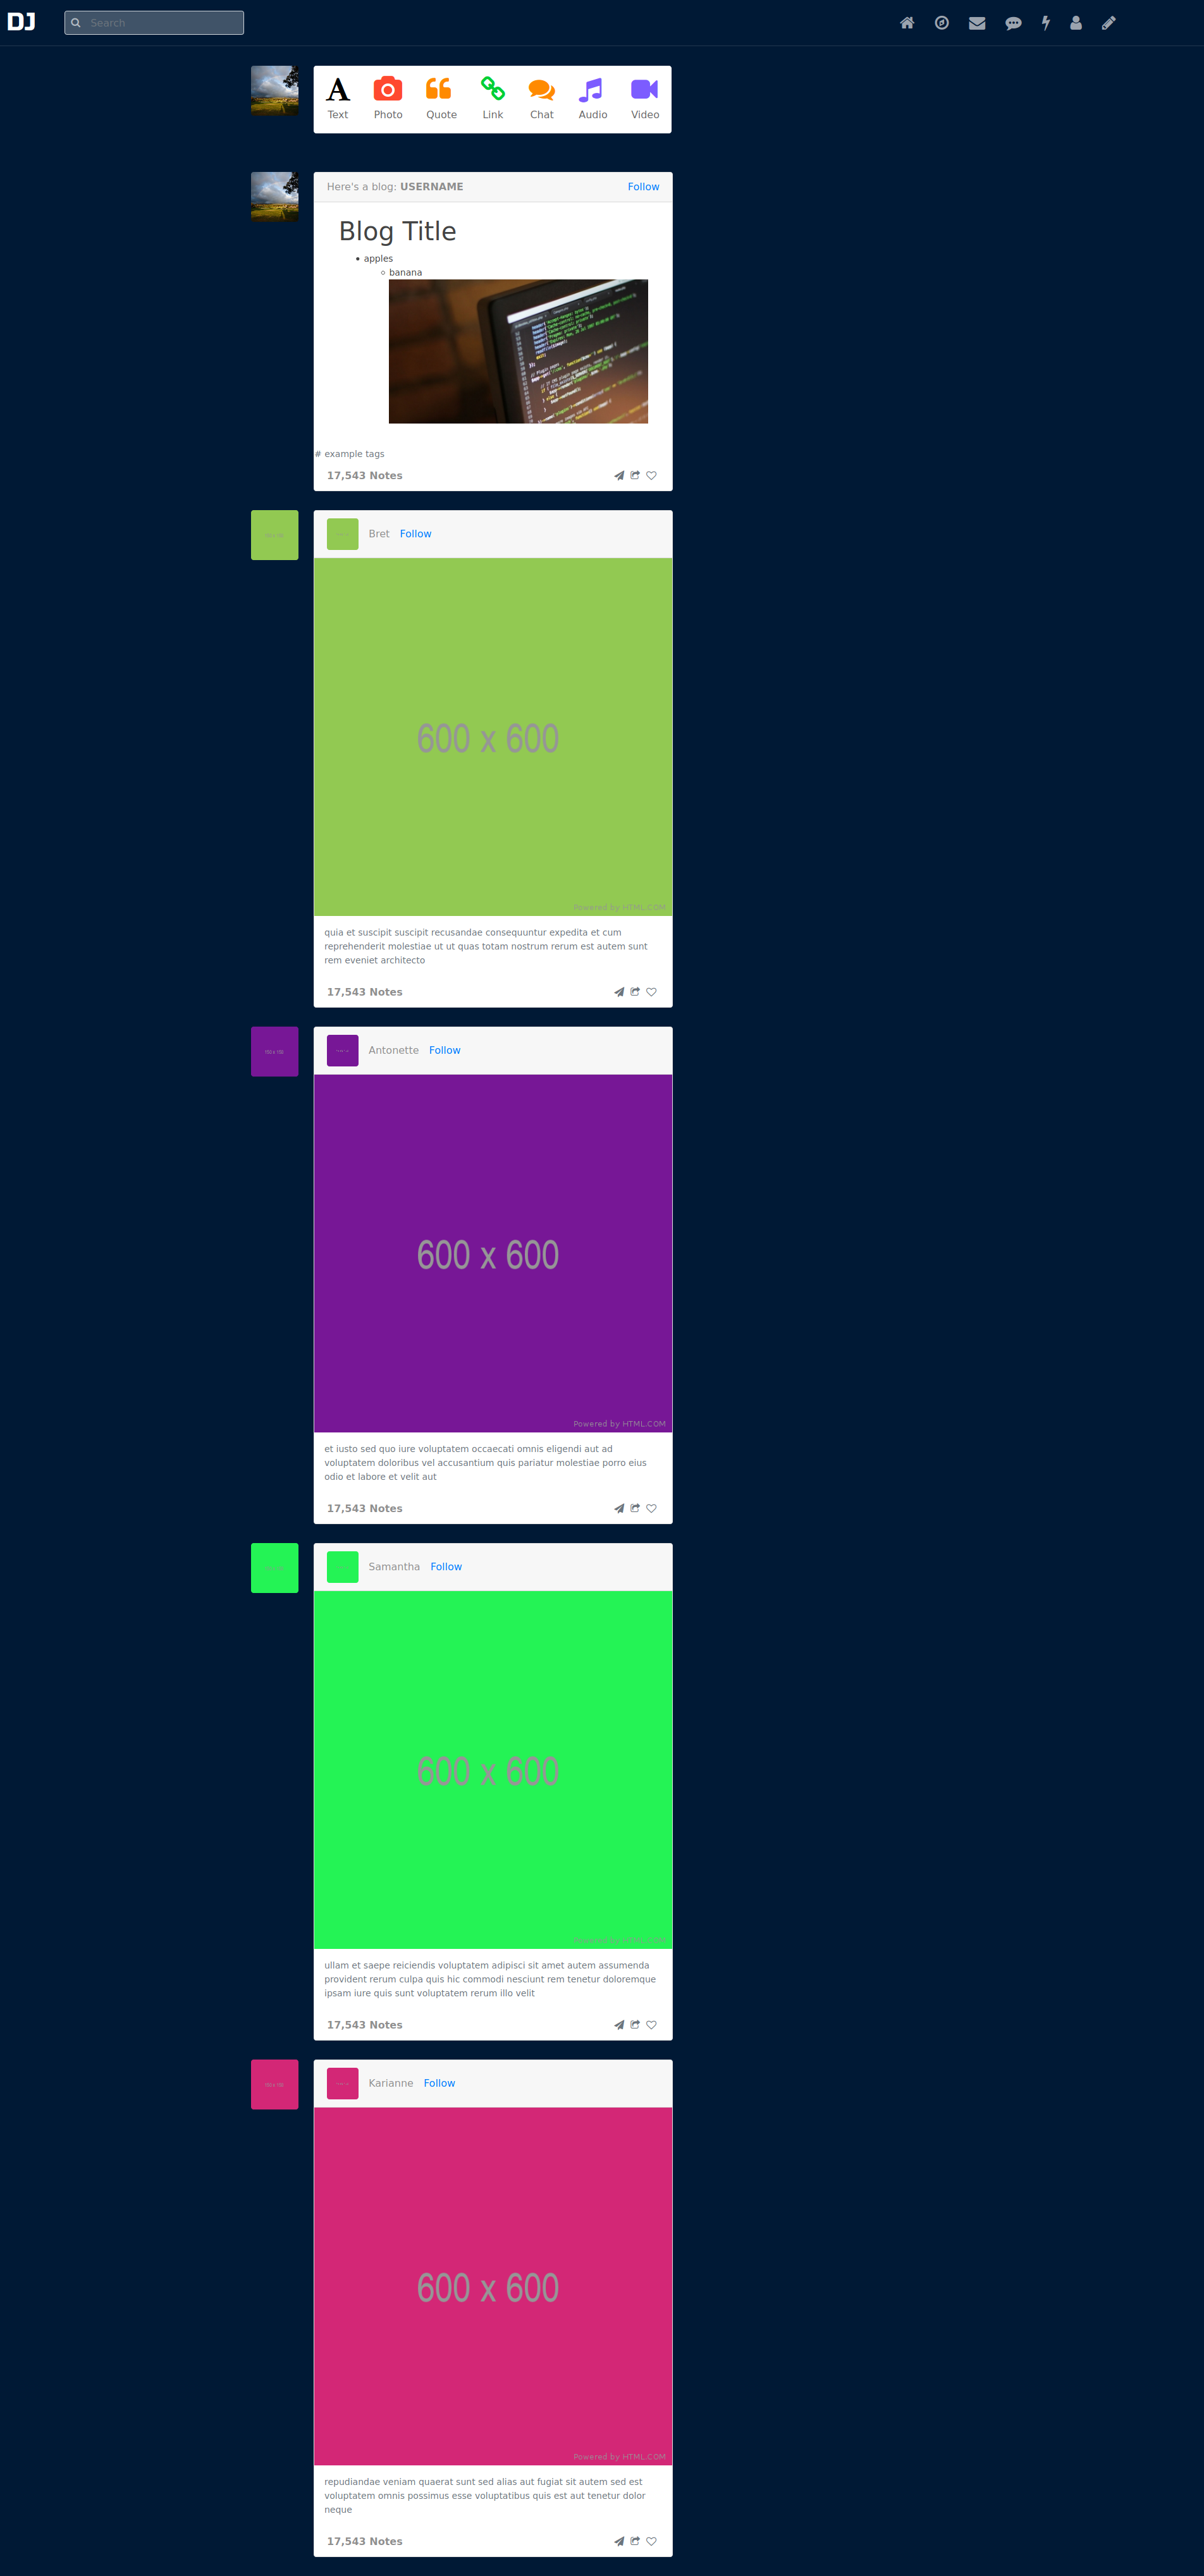 DJ
Search
Text Photo Quote Link Chat Audio Video
Here's a blog: USERNAME Follow
Blog Title
apples
banana
# example tags
17,543 Notes
Bret Follow
600 x 600
Powered by HTML.COM
quia et suscipit suscipit recusandae consequuntur expedita et cum
reprehenderit molestiae ut ut quas totam nostrum rerum est autem sunt
rem eveniet architecto
17,543 Notes
Antonette Follow
600 x 600
Powered by HTML.COM
et iusto sed quo iure voluptatem occaecati omnis eligendi aut ad
voluptatem doloribus vel accusantium quis pariatur molestiae porro eius
odio et labore et velit aut
17,543 Notes
Samantha Follow
600 x 600
Powered by HTML.COM
ullam et saepe reiciendis voluptatem adipisci sit amet autem assumenda
provident rerum culpa quis hic commodi nesciunt rem tenetur doloremque
ipsam iure quis sunt voluptatem rerum illo velit
17,543 Notes
Karianne Follow
600 x 600
Powered by HTML.COM
repudiandae veniam quaerat sunt sed alias aut fugiat sit autem sed est
voluptatem omnis possimus esse voluptatibus quis est aut tenetur dolor
neque
17,543 Notes